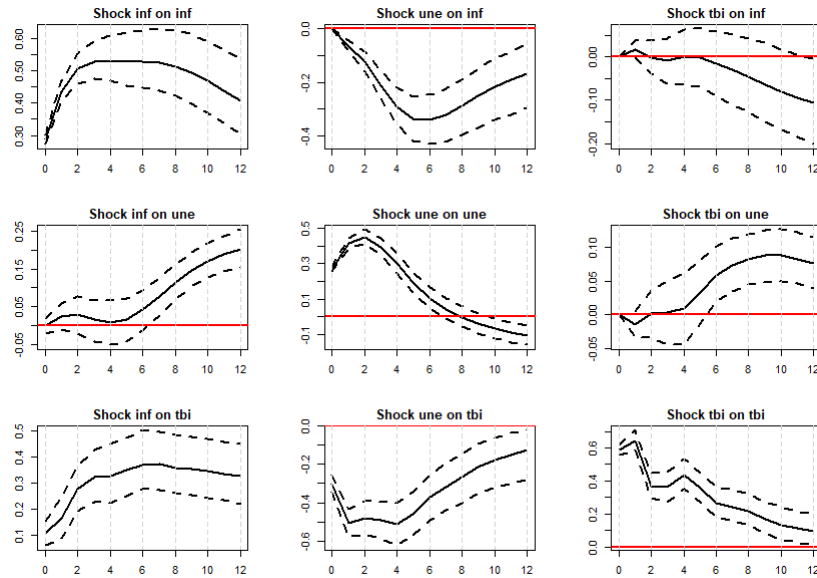 Shock inf on inf
0.30 0.40 0.50 0.60
0 2 4 6 8 10 12
Shock une on inf
-0.4 -0.2 0.0
0 2 4 6 8 10 12
Shock tbi on inf
-0.20 -0.10 0.00
0 2 4 6 8 10 12
Shock inf on une
-0.05 0.05 0.15 0.25
0 2 4 6 8 10 12
Shock une on une
-0.1 0.1 0.3 0.5
0 2 4 6 8 10 12
Shock tbi on une
-0.05 0.00 0.05 0.10
0 2 4 6 8 10 12
Shock inf on tbi
0.1 0.2 0.3 0.4 0.5
0 2 4 6 8 10 12
Shock une on tbi
-0.6 -0.4 -0.2 0.0
0 2 4 6 8 10 12
Shock tbi on tbi
0.0 0.2 0.4 0.6
0 2 4 6 8 10 12